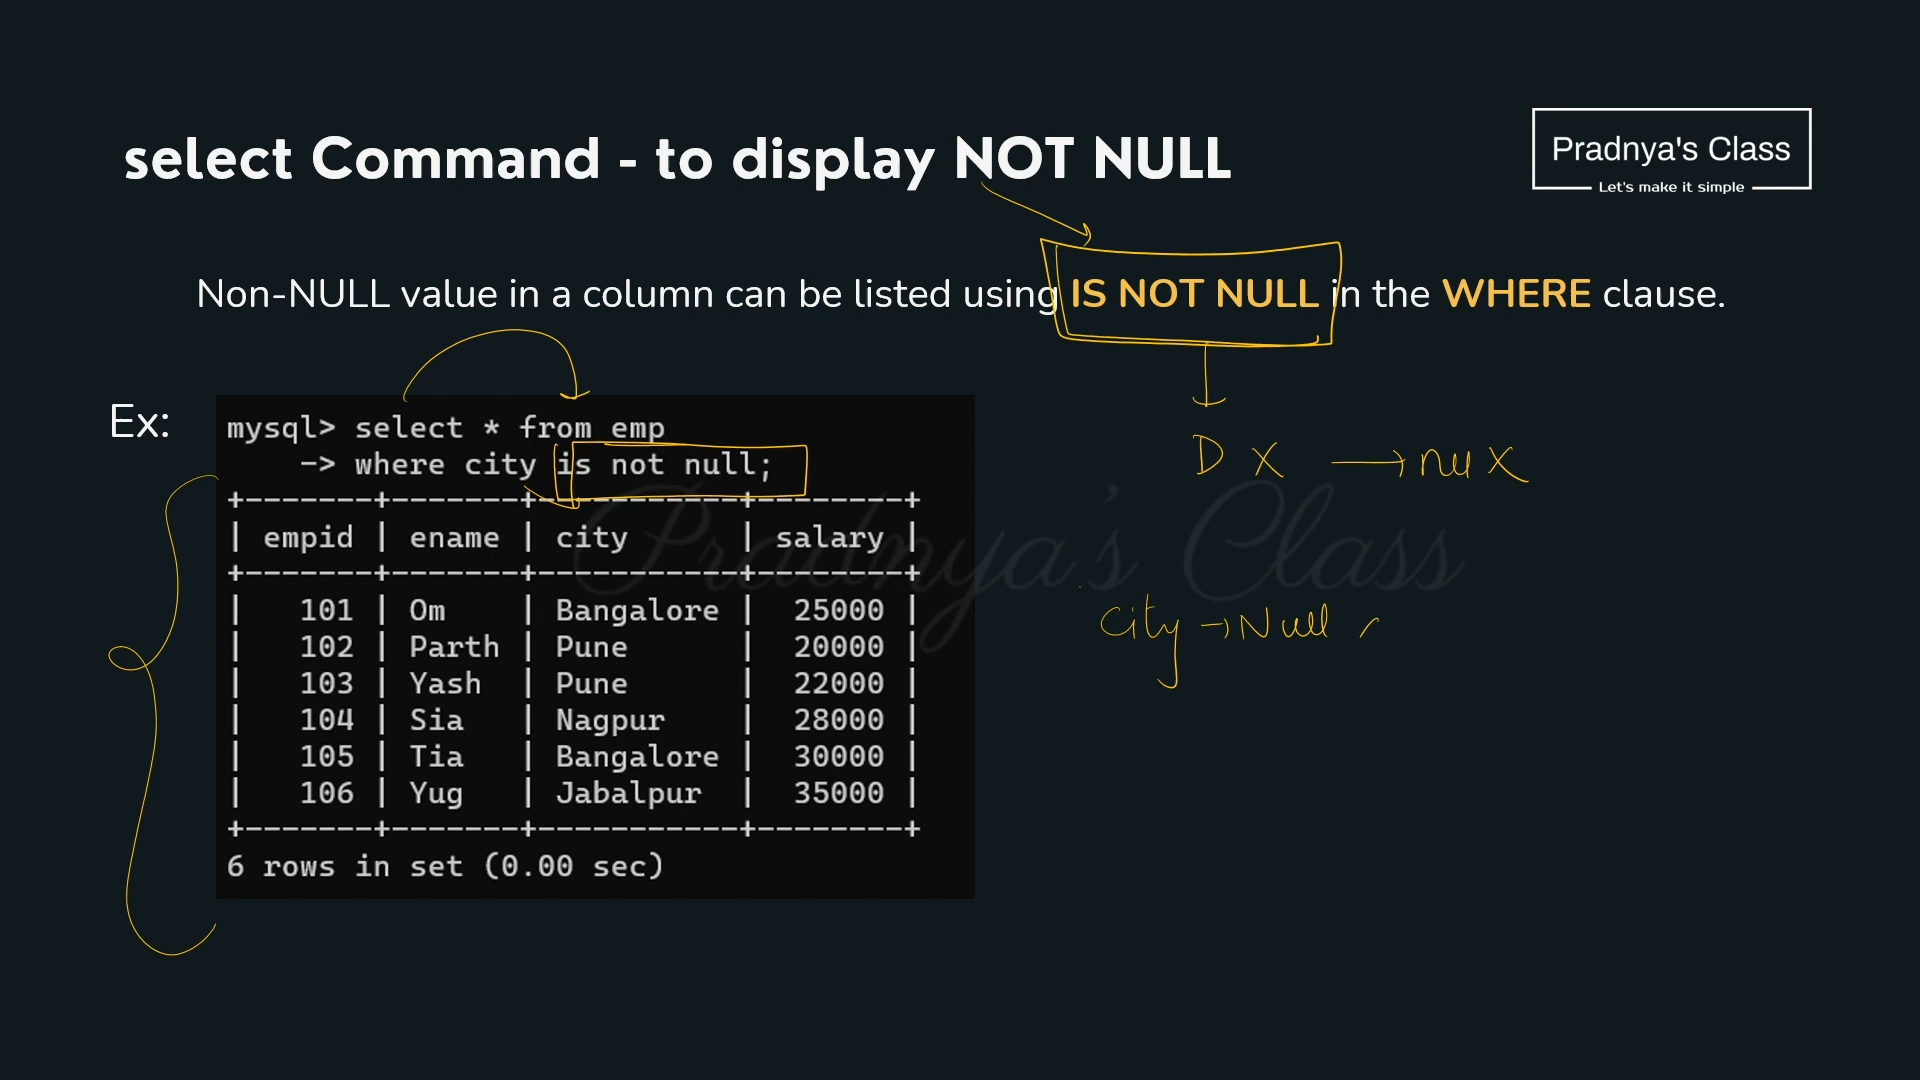 select Command - to display NOT NULL
Pradnya's Class
Let's make it simple
Non-NULL value in a column can be listed using IS NOT NULL in the WHERE clause.
Ex:
mysql> select * from emp
    -> where city is not null;
+-------+-------+-----------+--------+
| empid | ename | city      | salary |
+-------+-------+-----------+--------+
|   101 | Om    | Bangalore |  25000 |
|   102 | Parth | Pune      |  20000 |
|   103 | Yash  | Pune      |  22000 |
|   104 | Sia   | Nagpur    |  28000 |
|   105 | Tia   | Bangalore |  30000 |
|   106 | Yug   | Jabalpur  |  35000 |
+-------+-------+-----------+--------+
6 rows in set (0.00 sec)
D X → nu X
City → Null
Pradnya's Class